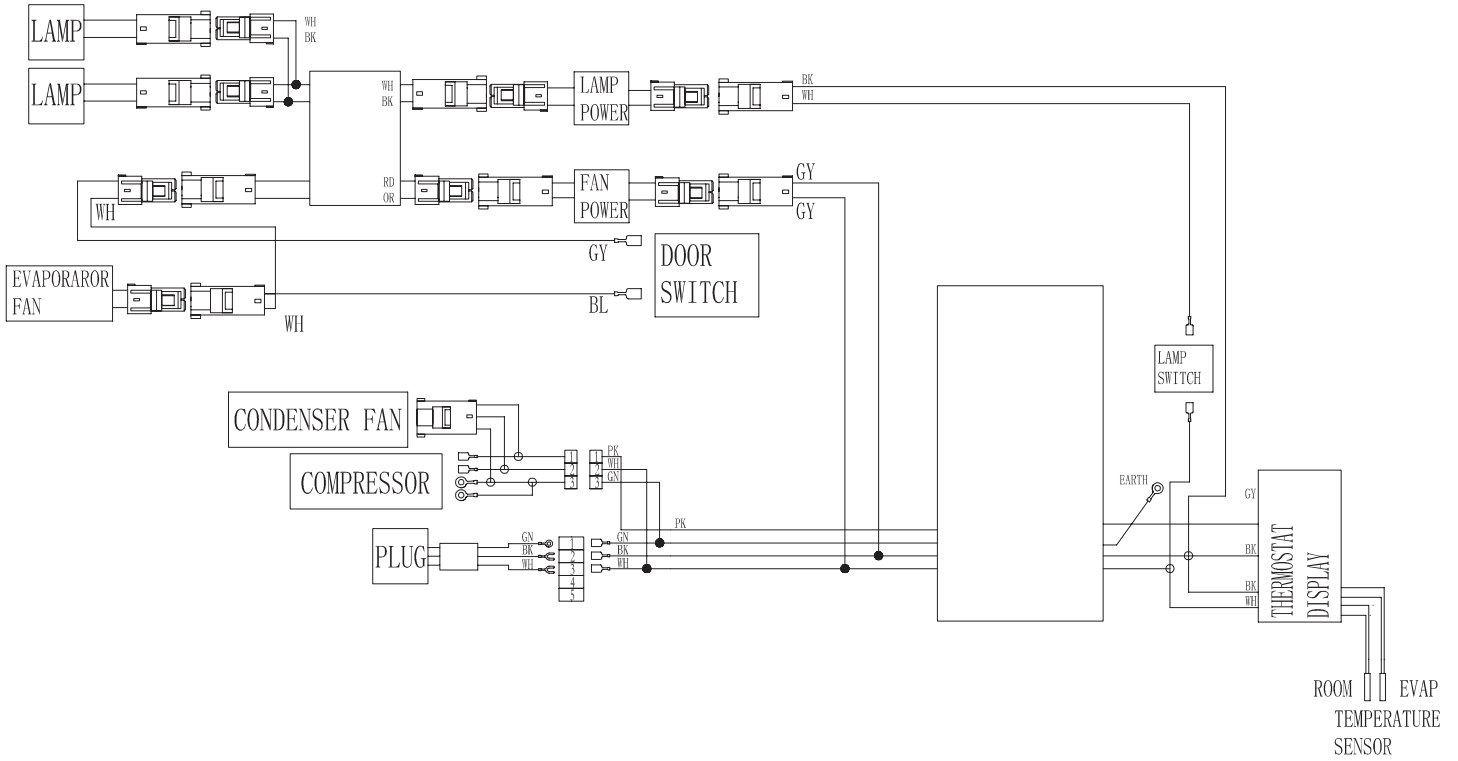 LAMP
WH
BK
LAMP
WH
BK
LAMP
POWER
BK
WH
RD
OR
FAN
POWER
GY
GY
WH
GY
DOOR
SWITCH
EVAPORAROR
FAN
BL
WH
LAMP
SWITCH
CONDENSER FAN
COMPRESSOR
1
2
3
1
2
3
PK
WH
GN
EARTH
PK
PLUG
GN
BK
WH
1
2
3
4
5
GN
BK
WH
GY
BK
BK
WH
THERMOSTAT
DISPLAY
ROOM
EVAP
TEMPERATURE
SENSOR